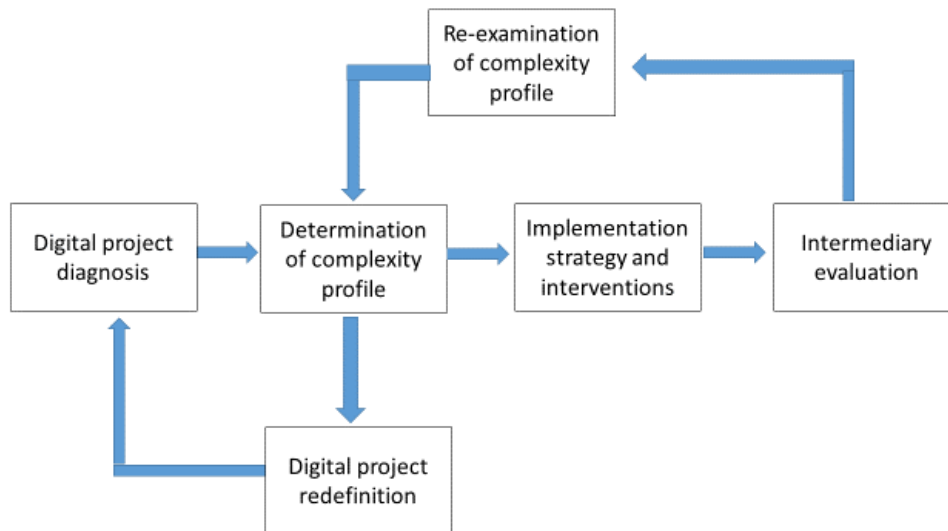 Re-examination
of complexity
profile
Digital project
diagnosis
Determination
of complexity
profile
Implementation
strategy and
interventions
Intermediary
evaluation
Digital project
redefinition